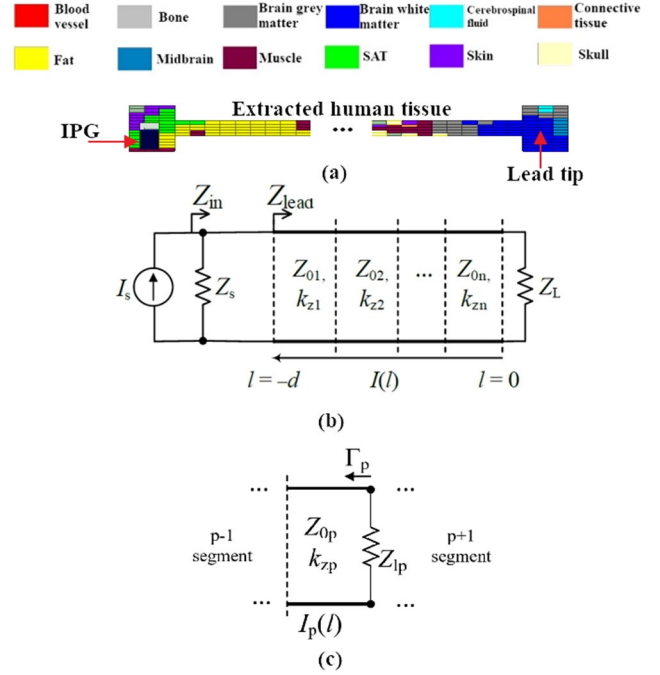 Blood vessel
Bone
Brain grey matter
Brain white matter
Cerebrospinal fluid
Connective tissue
Fat
Midbrain
Muscle
SAT
Skin
Skull
Extracted human tissue
IPG
...
Lead tip
(a)
Zin
Zlead
Is
Zs
Z01, kz1
Z02, kz2
...
Z0n, kzn
ZL
l = –d
I(l)
l = 0
(b)
Γp
... ...
p-1 segment
Z0p kzp
Zlp
p+1 segment
... ...
Ip(l)
(c)